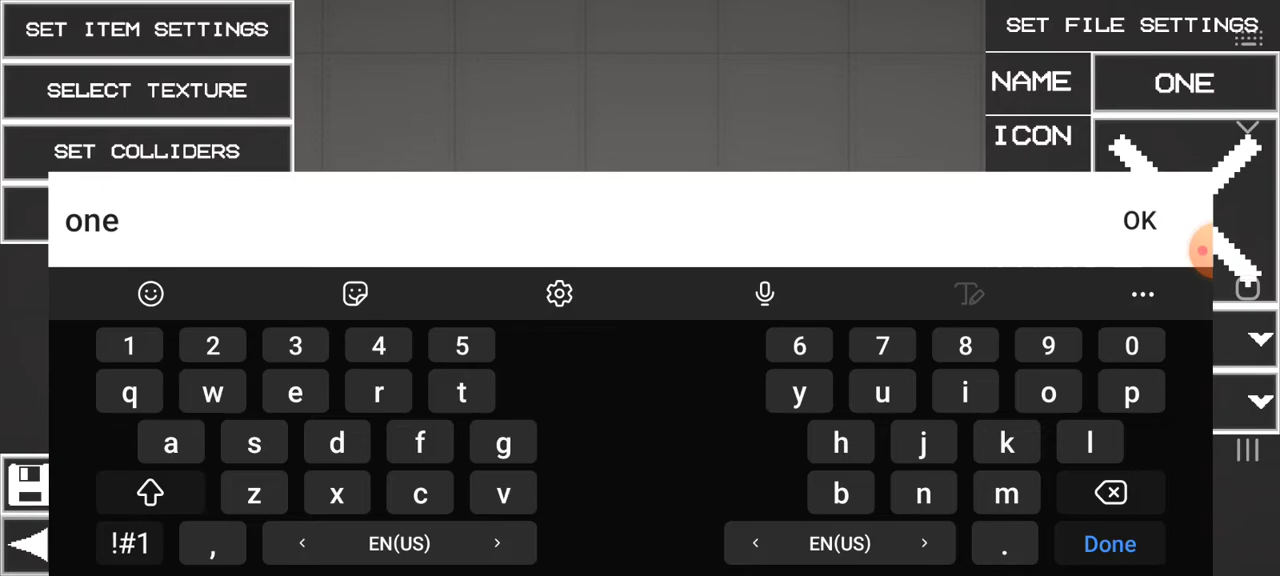 SET ITEM SETTINGS
SELECT TEXTURE
SET COLLIDERS
SET FILE SETTINGS
NAME ONE
ICON
one OK
1 2 3 4 5 6 7 8 9 0
q w e r t y u i o p
a s d f g h j k l
z x c v b n m
!#1 , EN(US) EN(US) . Done